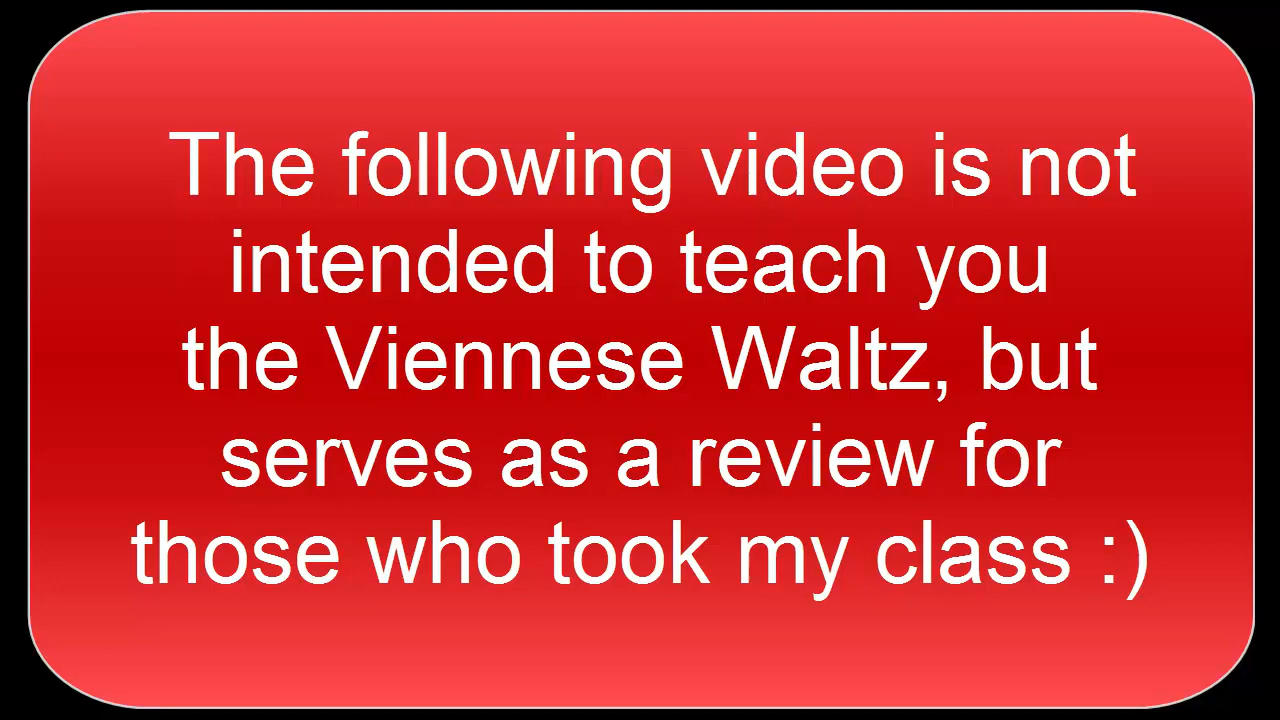 The following video is not
intended to teach you
the Viennese Waltz, but
serves as a review for
those who took my class :)